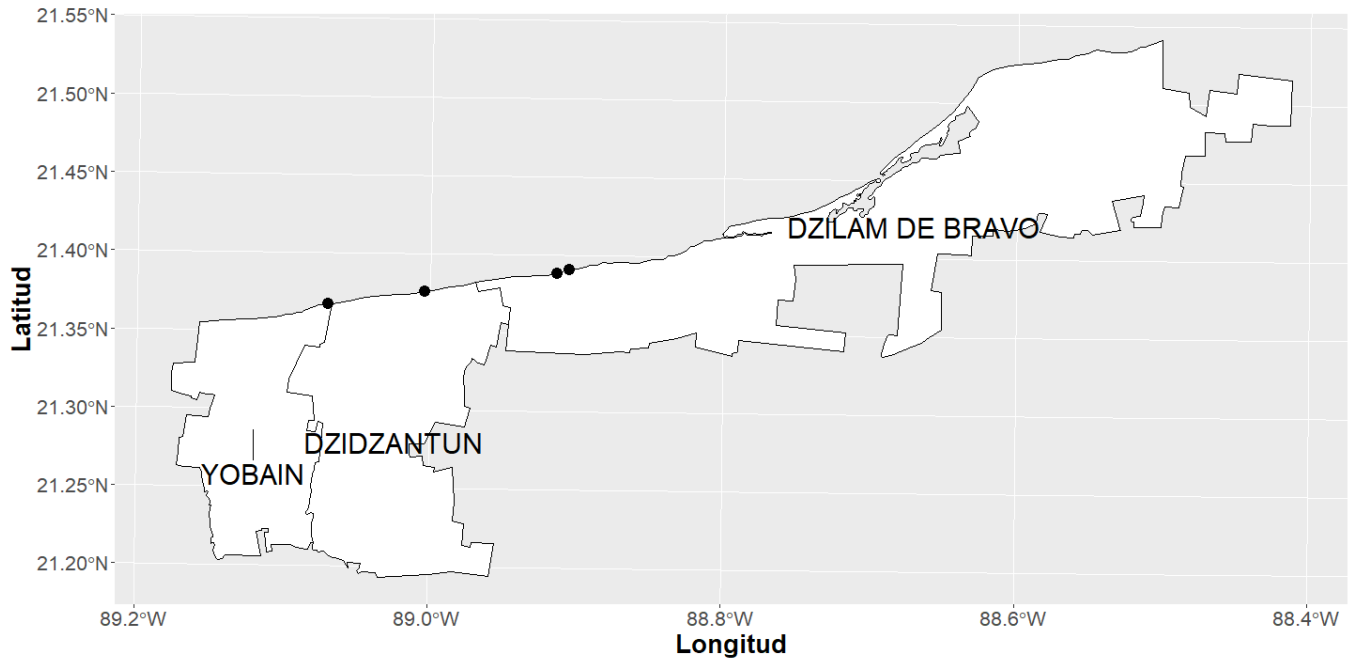 21.55°N
21.50°N
21.45°N
21.40°N
21.35°N
21.30°N
21.25°N
21.20°N
Latitud
DZILAM DE BRAVO
DZIDZANTUN
YOBAIN
89.2°W 89.0°W 88.8°W 88.6°W 88.4°W
Longitud